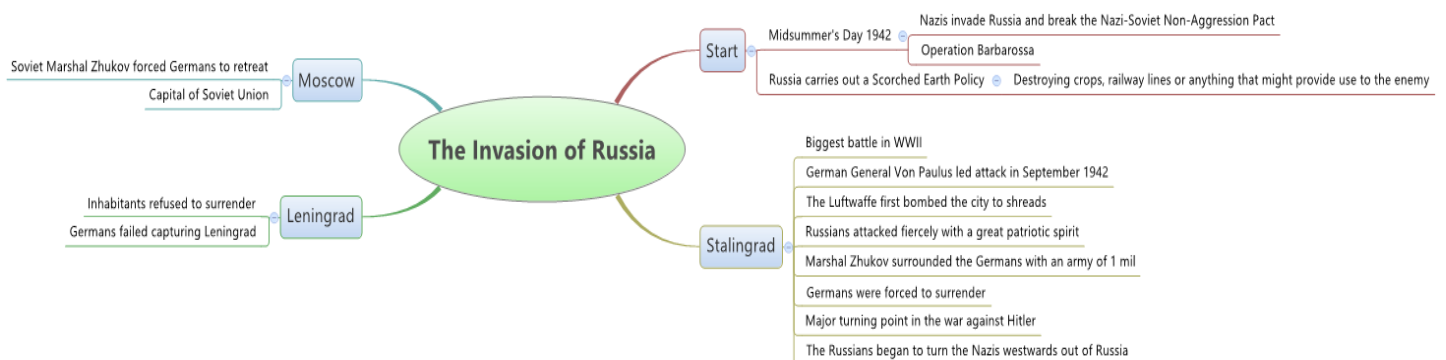 The Invasion of Russia
Start
Midsummer's Day 1942
Nazis invade Russia and break the Nazi-Soviet Non-Aggression Pact
Operation Barbarossa
Russia carries out a Scorched Earth Policy
Destroying crops, railway lines or anything that might provide use to the enemy
Stalingrad
Biggest battle in WWII
German General Von Paulus led attack in September 1942
The Luftwaffe first bombed the city to shreads
Russians attacked fiercely with a great patriotic spirit
Marshal Zhukov surrounded the Germans with an army of 1 mil
Germans were forced to surrender
Major turning point in the war against Hitler
The Russians began to turn the Nazis westwards out of Russia
Moscow
Soviet Marshal Zhukov forced Germans to retreat
Capital of Soviet Union
Leningrad
Inhabitants refused to surrender
Germans failed capturing Leningrad